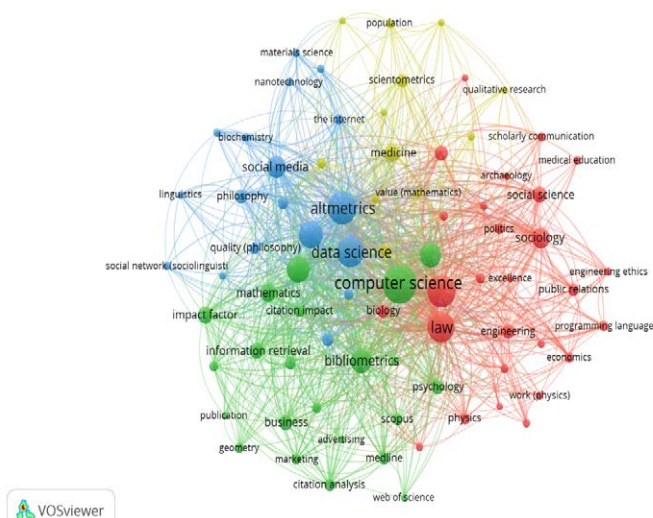 population
materials science
scientometrics
nanotechnology
qualitative research
the internet
biochemistry
scholarly communication
medicine
medical education
social media
archaeology
linguistics
philosophy
value (mathematics)
social science
altmetrics
politics
sociology
quality (philosophy)
data science
social network (sociolinguisti
engineering ethics
computer science
excellence
public relations
mathematics
citation impact
biology
impact factor
law
engineering
programming language
information retrieval
bibliometrics
economics
psychology
work (physics)
publication
business
scopus
physics
advertising
geometry
marketing
medline
citation analysis
web of science
VOSviewer